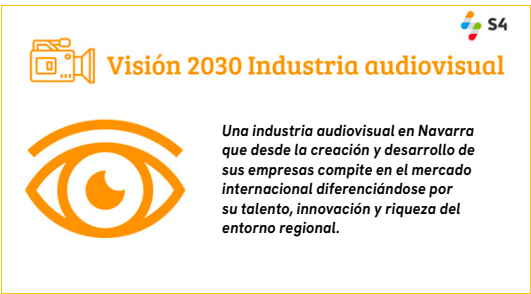 S4
Visión 2030 Industria audiovisual
Una industria audiovisual en Navarra
que desde la creación y desarrollo de
sus empresas compite en el mercado
internacional diferenciándose por
su talento, innovación y riqueza del
entorno regional.